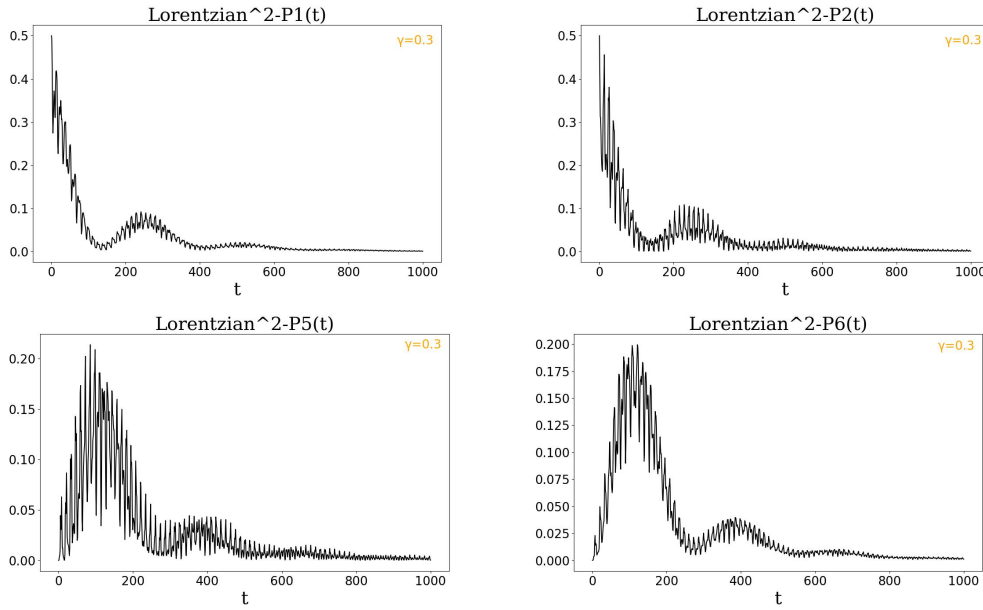 Lorentzian^2-P1(t)
γ=0.3
0.5
0.4
0.3
0.2
0.1
0.0
0 200 400 600 800 1000
t
Lorentzian^2-P2(t)
γ=0.3
0.5
0.4
0.3
0.2
0.1
0.0
0 200 400 600 800 1000
t
Lorentzian^2-P5(t)
γ=0.3
0.20
0.15
0.10
0.05
0.00
0 200 400 600 800 1000
t
Lorentzian^2-P6(t)
γ=0.3
0.200
0.175
0.150
0.125
0.100
0.075
0.050
0.025
0.000
0 200 400 600 800 1000
t